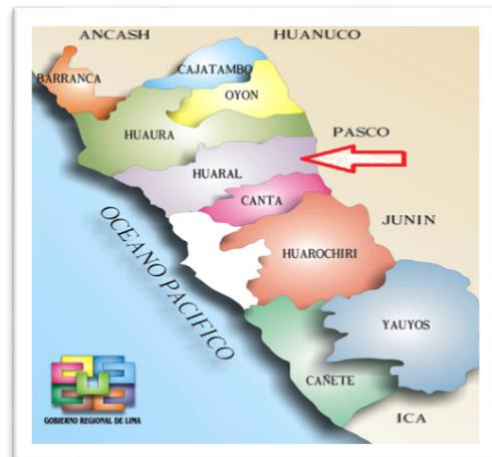 ANCASH
HUANUCO
BARRANCA
CAJATAMBO
OYON
HUAURA
PASCO
HUARAL
CANTA
JUNIN
OCEANO PACIFICO
HUAROCHIRI
YAUYOS
CAÑETE
ICA
GOBIERNO REGIONAL DE LIMA